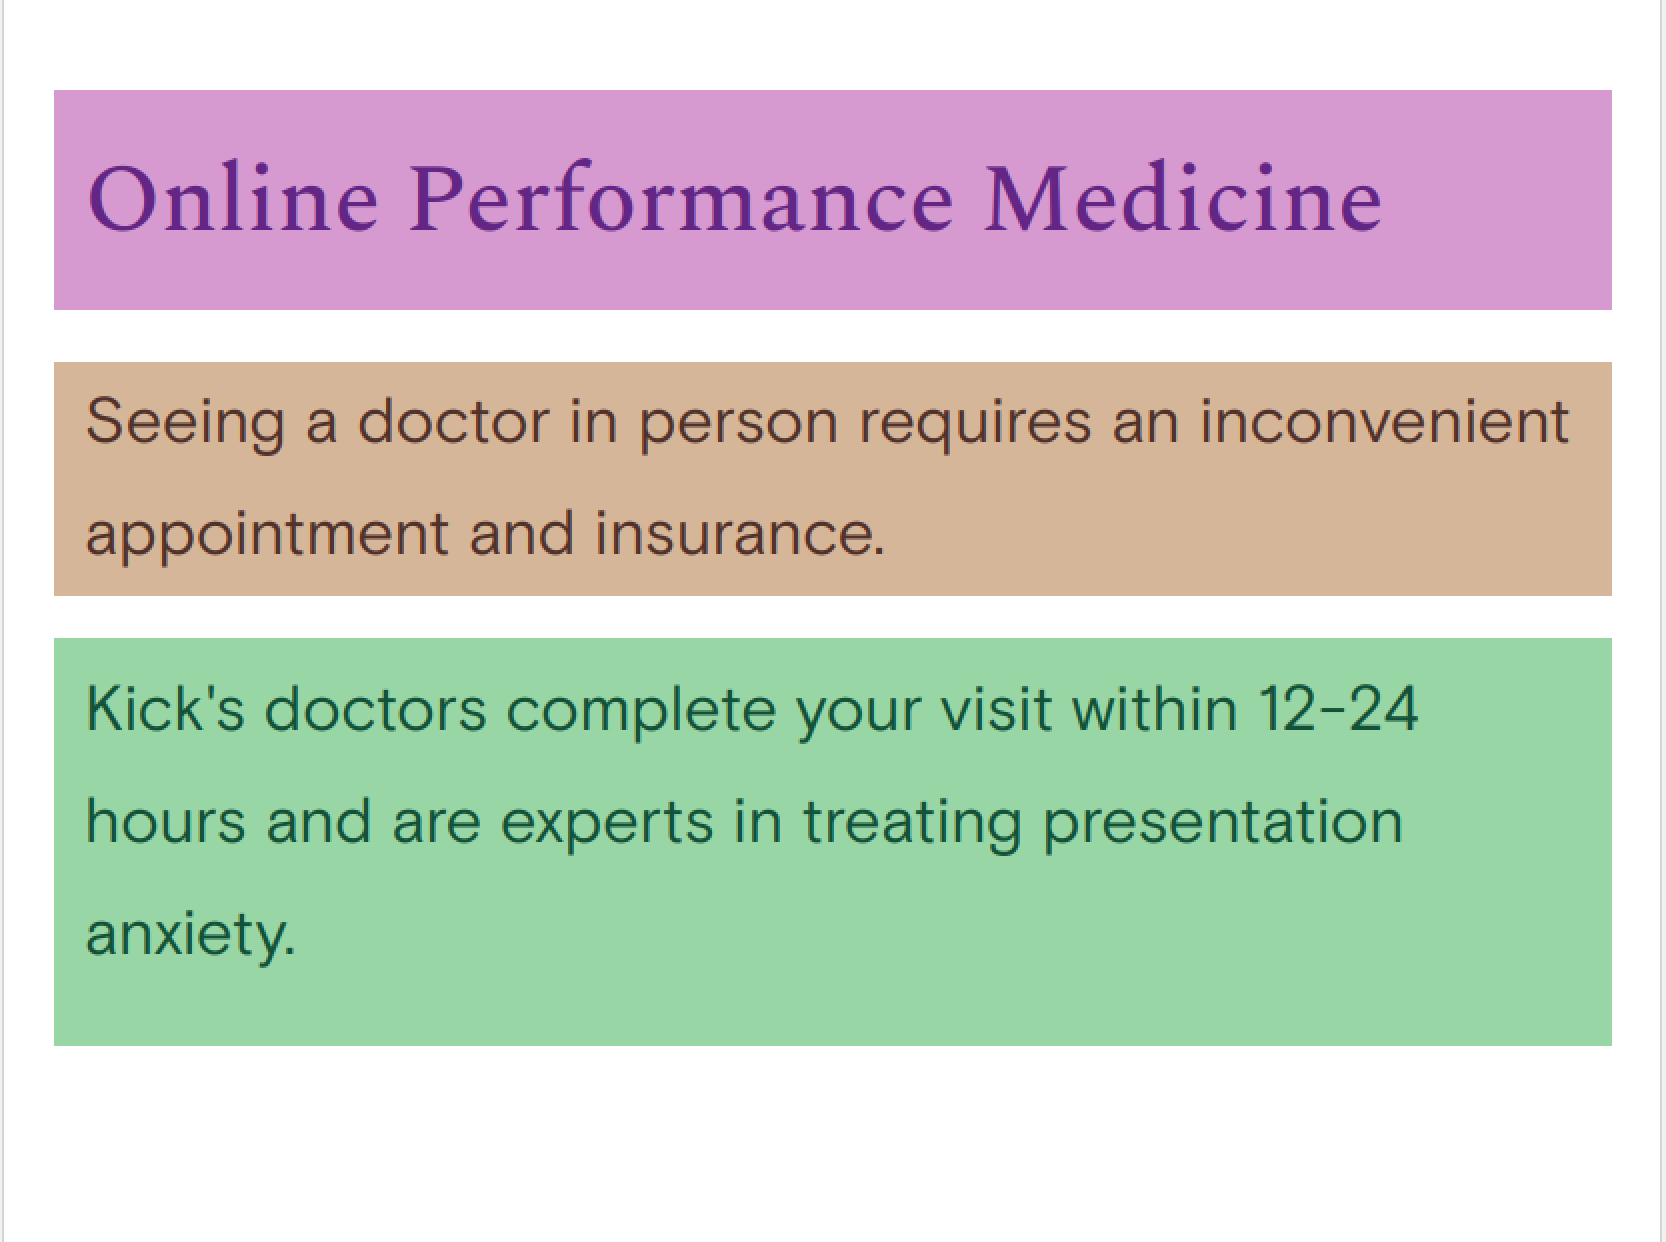 Online Performance Medicine
Seeing a doctor in person requires an inconvenient
appointment and insurance.
Kick's doctors complete your visit within 12-24
hours and are experts in treating presentation
anxiety.